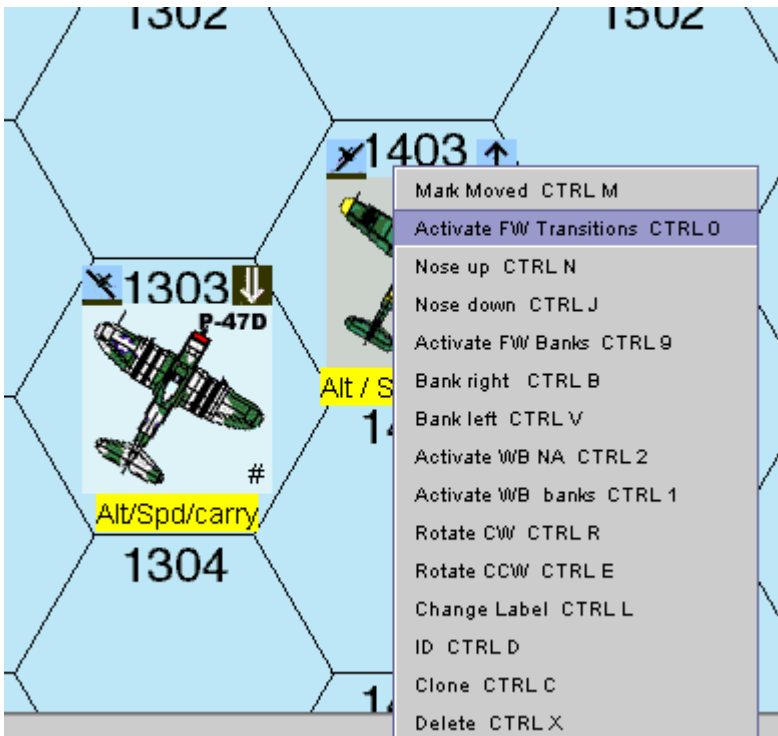 1302
1502
1403
Mark Moved CTRL M
Activate FW Transitions CTRL 0
Nose up CTRL N
1303
Nose down CTRL J
P-47D
Activate FW Banks CTRL 9
Alt / S
Bank right CTRL B
Bank left CTRL V
Activate WB NA CTRL 2
#
Activate WB banks CTRL 1
Alt/Spd/carry
Rotate CW CTRL R
1304
Rotate CCW CTRL E
Change Label CTRL L
ID CTRL D
Clone CTRL C
Delete CTRL X